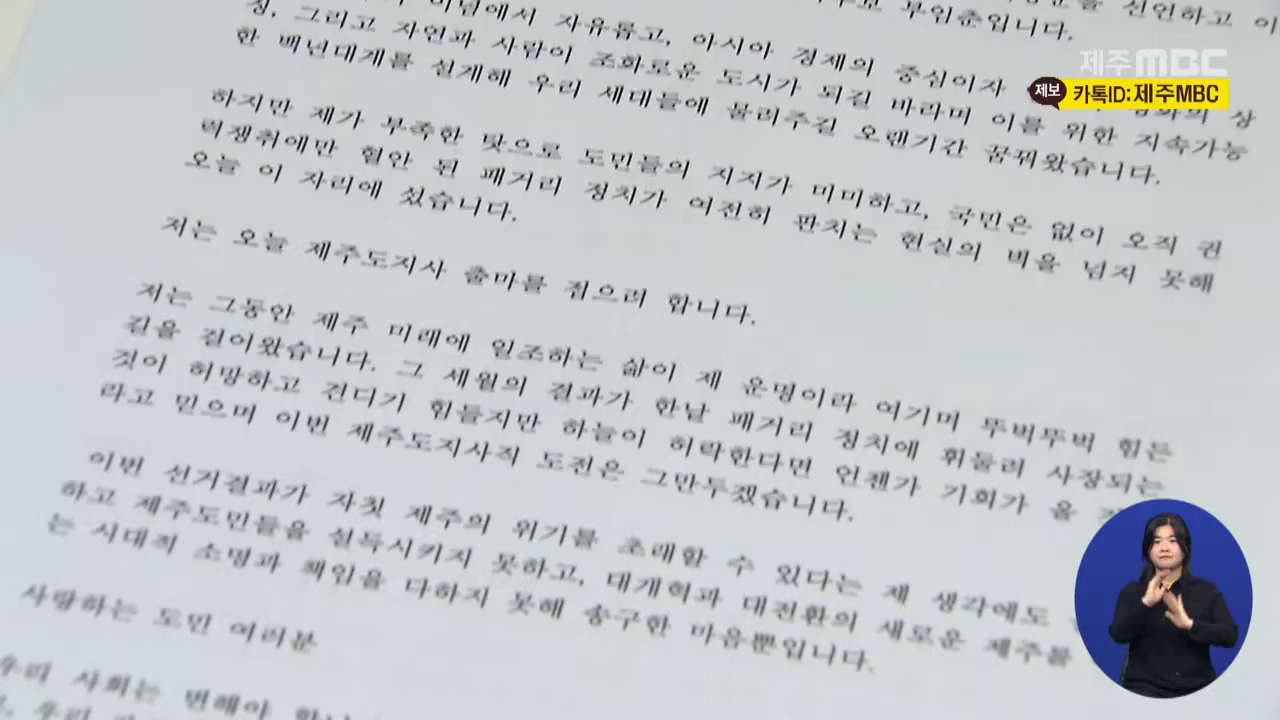 자유롭고, 아시아 경제의 중심이자
부임춘입니다.
징, 그리고 자연과 사람이 조화로운 도시가 되길 바라며 이를 위한 지속가능
한 백년대계를 설계해 우리 세대들에 물려주길 오랜기간 꿈꿔왔습니다.
하지만 제가 부족한 탓으로 도민들의 지지가 미미하고, 국민은 없이 오직 권
력쟁취에만 혈안 된 패거리 정치가 여전히 판치는 현실의 벽을 넘지 못해
오늘 이 자리에 섰습니다.
저는 오늘 제주도지사 출마를 접으려 합니다.
저는 그동안 제주 미래에 일조하는 삶이 제 운명이라 여기며 뚜벅뚜벅 힘든
길을 걸어왔습니다. 그 세월의 결과가 한낱 패거리 정치에 휘둘려 사장되는
것이 허망하고 견디기 힘들지만 하늘이 허락한다면 언젠가 기회가 올
라고 믿으며 이번 제주도지사직 도전은 그만두겠습니다.
이번 선거결과가 자칫 제주의 위기를 초래할 수 있다는 제 생각에도
하고 제주도민들을 설득시키지 못하고, 대개혁과 대전환의 새로운 제주를
는 시대적 소명과 책임을 다하지 못해 송구한 마음뿐입니다.
사랑하는 도민 여러분
우리 사회는 변해야
제주MBC
제보 카톡ID:제주MBC